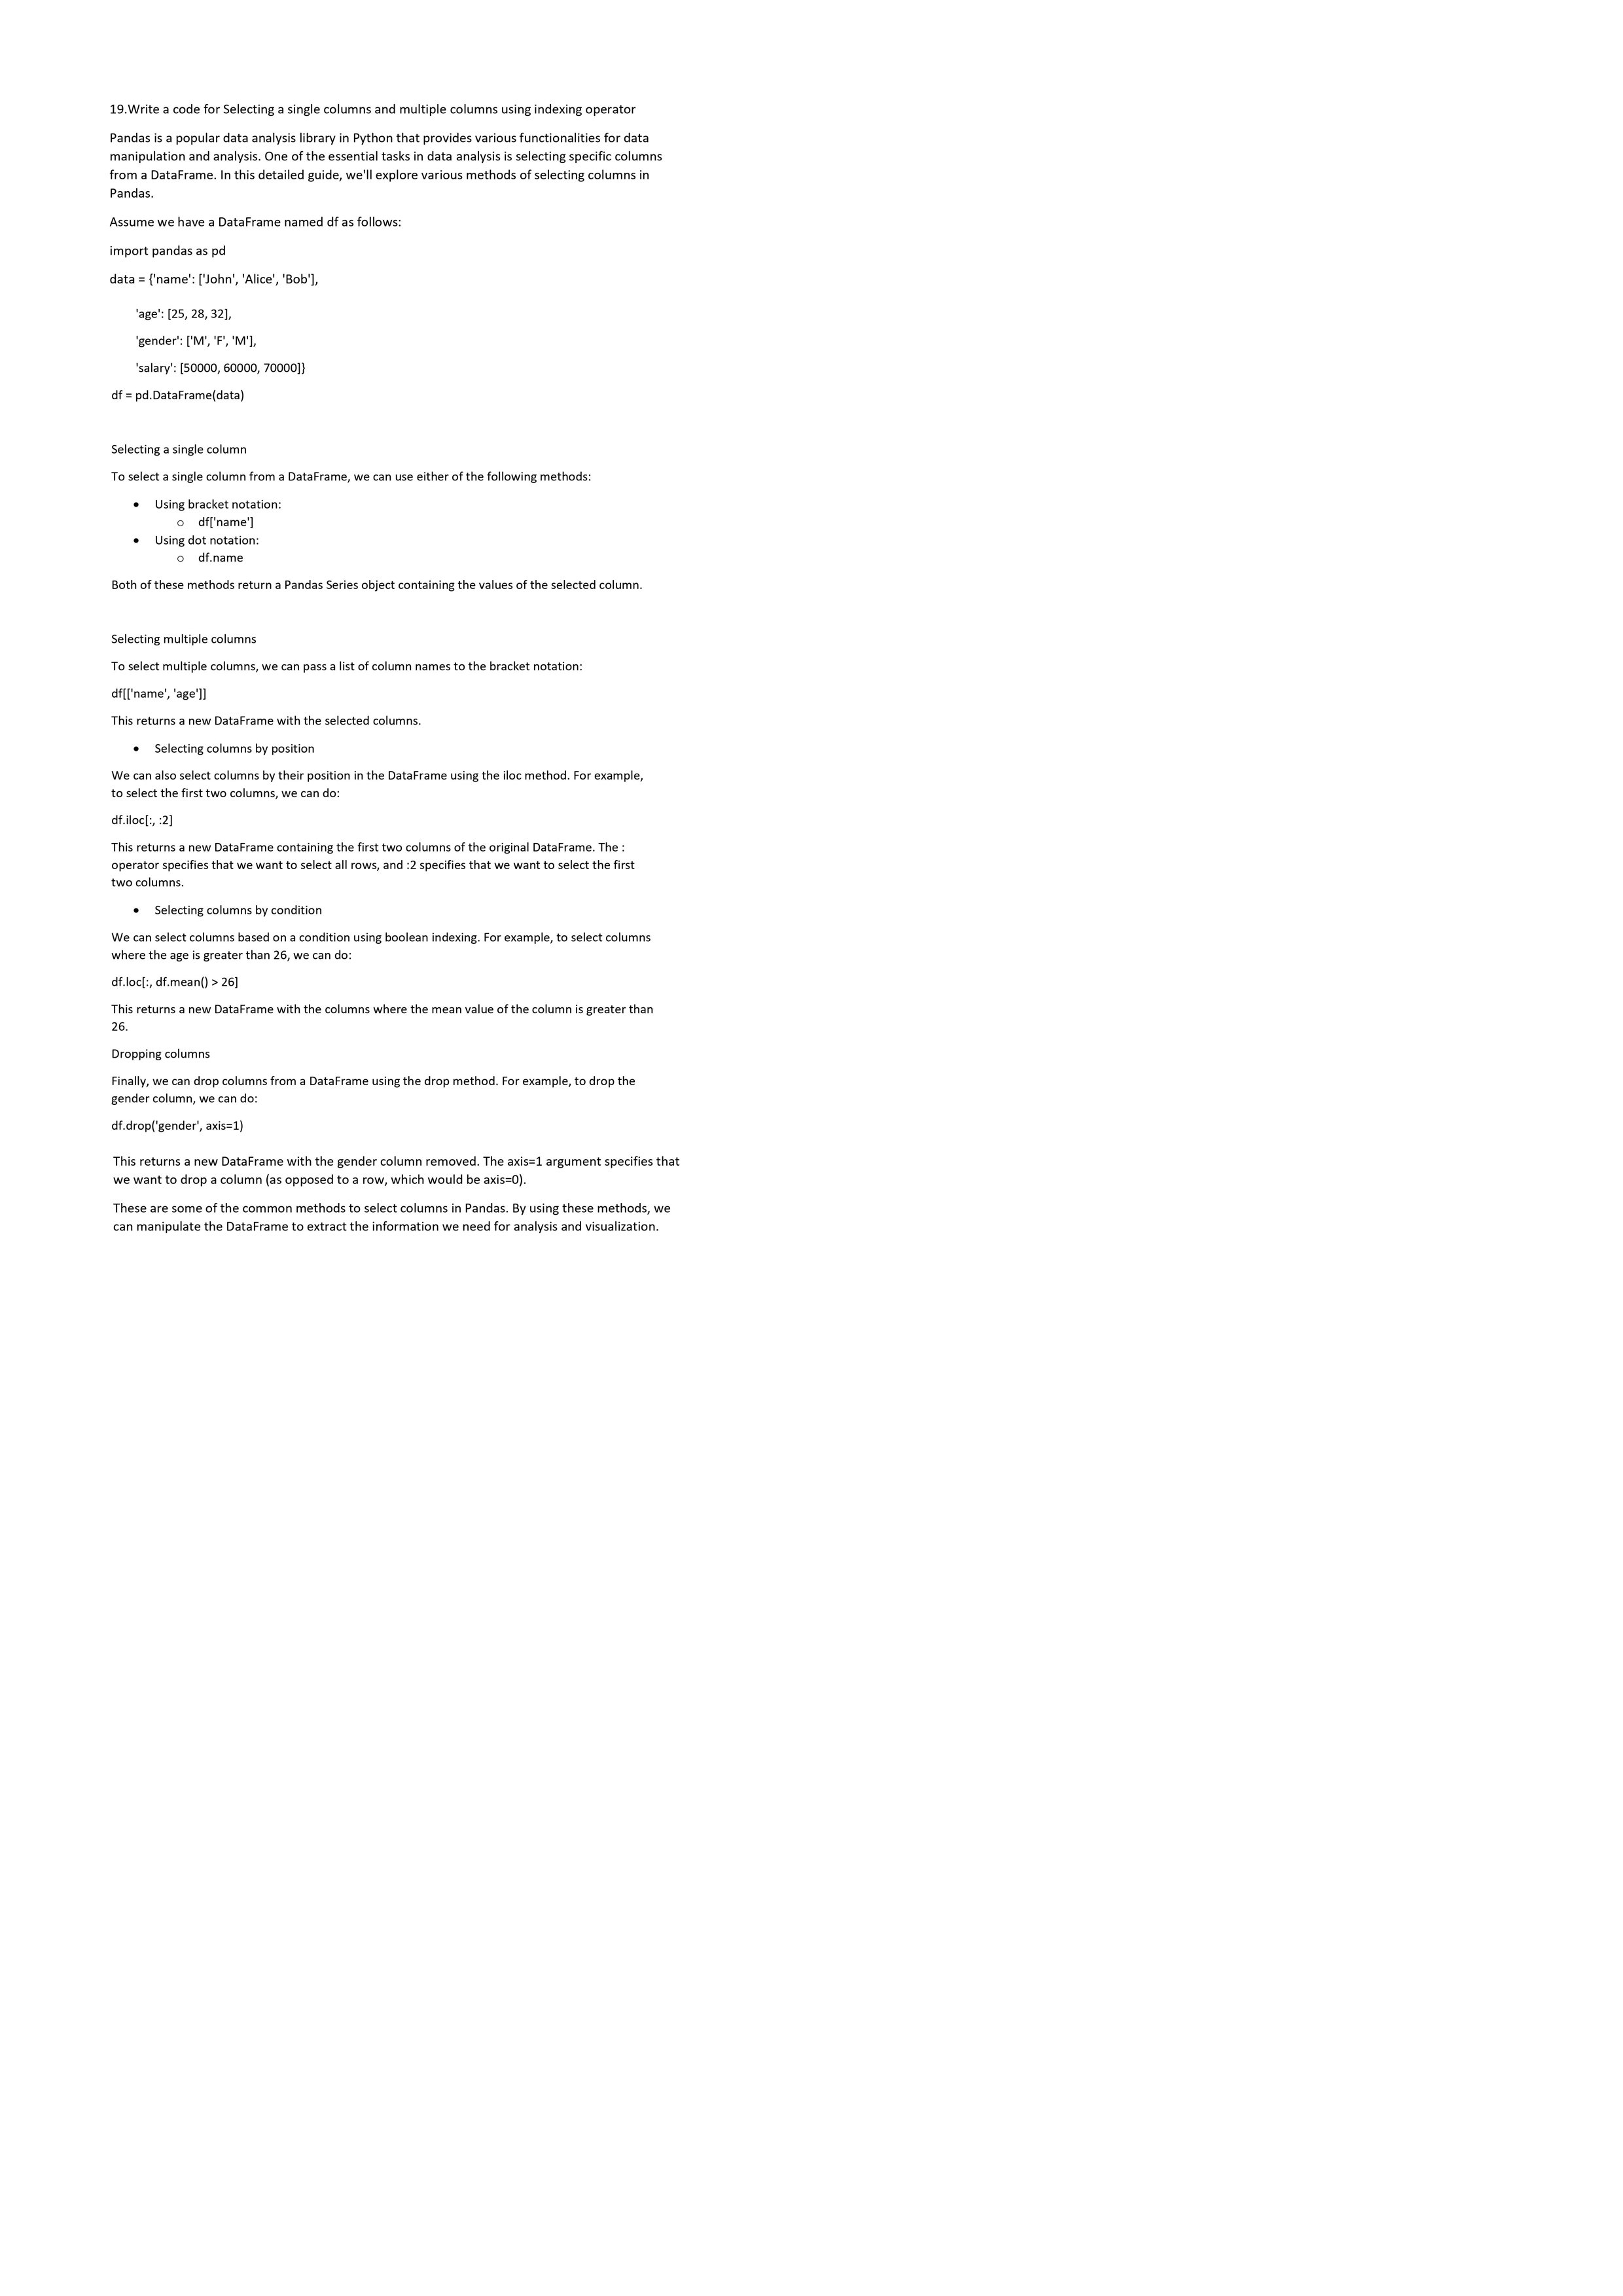 19.Write a code for Selecting a single columns and multiple columns using indexing operator
Pandas is a popular data analysis library in Python that provides various functionalities for data
manipulation and analysis. One of the essential tasks in data analysis is selecting specific columns
from a DataFrame. In this detailed guide, we'll explore various methods of selecting columns in
Pandas.
Assume we have a DataFrame named df as follows:
import pandas as pd
data = {'name': ['John', 'Alice', 'Bob'],
'age': [25, 28, 32],
'gender': ['M', 'F', 'M'],
'salary': [50000, 60000, 70000]}
df = pd.DataFrame(data)
Selecting a single column
To select a single column from a DataFrame, we can use either of the following methods:
• Using bracket notation:
o df['name']
• Using dot notation:
o df.name
Both of these methods return a Pandas Series object containing the values of the selected column.
Selecting multiple columns
To select multiple columns, we can pass a list of column names to the bracket notation:
df[['name', 'age']]
This returns a new DataFrame with the selected columns.
• Selecting columns by position
We can also select columns by their position in the DataFrame using the iloc method. For example,
to select the first two columns, we can do:
df.iloc[:, :2]
This returns a new DataFrame containing the first two columns of the original DataFrame. The :
operator specifies that we want to select all rows, and :2 specifies that we want to select the first
two columns.
• Selecting columns by condition
We can select columns based on a condition using boolean indexing. For example, to select columns
where the age is greater than 26, we can do:
df.loc[:, df.mean() > 26]
This returns a new DataFrame with the columns where the mean value of the column is greater than
26.
Dropping columns
Finally, we can drop columns from a DataFrame using the drop method. For example, to drop the
gender column, we can do:
df.drop('gender', axis=1)
This returns a new DataFrame with the gender column removed. The axis=1 argument specifies that
we want to drop a column (as opposed to a row, which would be axis=0).
These are some of the common methods to select columns in Pandas. By using these methods, we
can manipulate the DataFrame to extract the information we need for analysis and visualization.